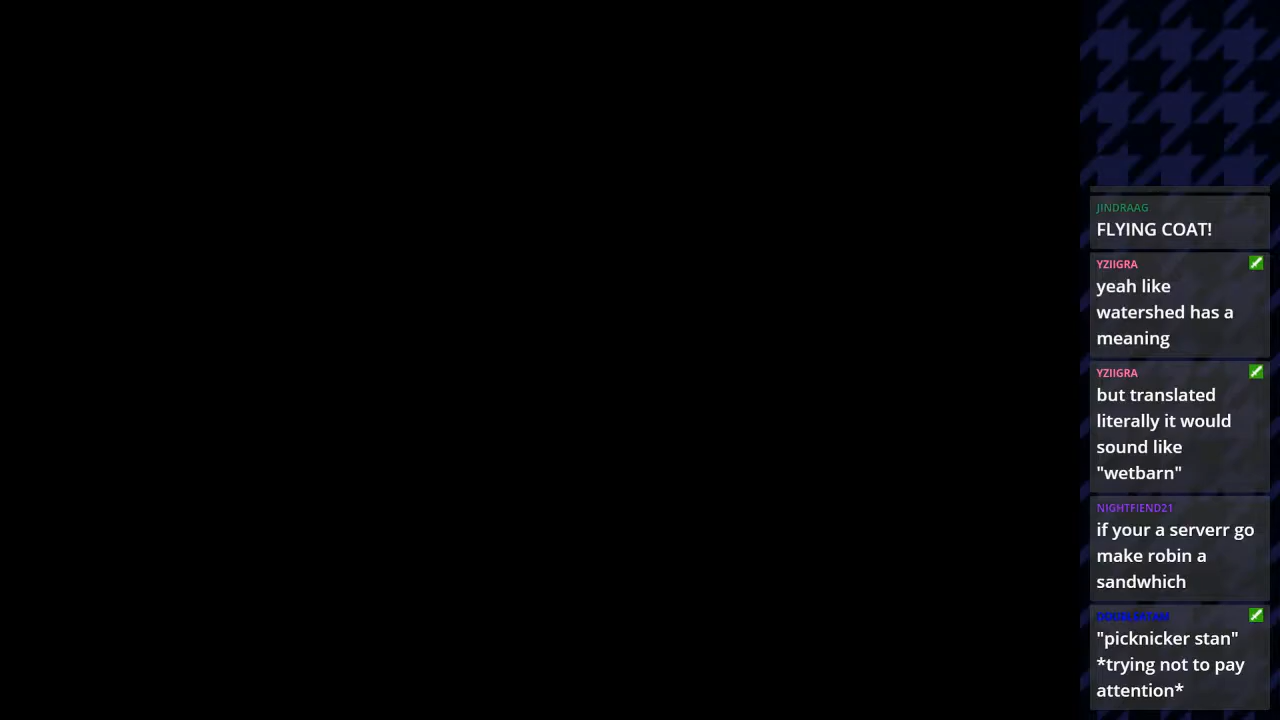 JINDRAAG
FLYING COAT!
YZIIGRA
yeah like
watershed has a
meaning
YZIIGRA
but translated
literally it would
sound like
"wetbarn"
NIGHTFIEND21
if your a serverr go
make robin a
sandwhich
"picknicker stan"
*trying not to pay
attention*